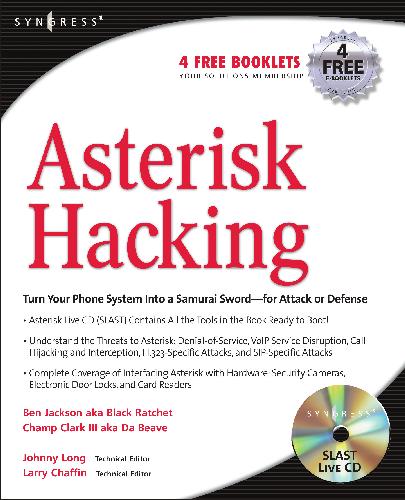 SYNGRESS®
4 FREE BOOKLETS
YOUR SOLUTIONS MEMBERSHIP
4
FREE
E-BOOKLETS
Asterisk
Hacking
Turn Your Phone System Into a Samurai Sword—for Attack or Defense
• Asterisk Live CD (SLAST) Contains All the Tools in the Book Ready to Boot!
• Understand the Threats to Asterisk: Denial-of-Service, VoIP Service Disruption, Call
Hijacking and Interception, H.323-Specific Attacks, and SIP-Specific Attacks
• Complete Coverage of Interfacing Asterisk with Hardware: Security Cameras,
Electronic Door Locks, and Card Readers
Ben Jackson aka Black Ratchet
Champ Clark III aka Da Beave
Johnny Long Technical Editor
Larry Chaffin Technical Editor
SYNGRESS®
SLAST
LIVE CD